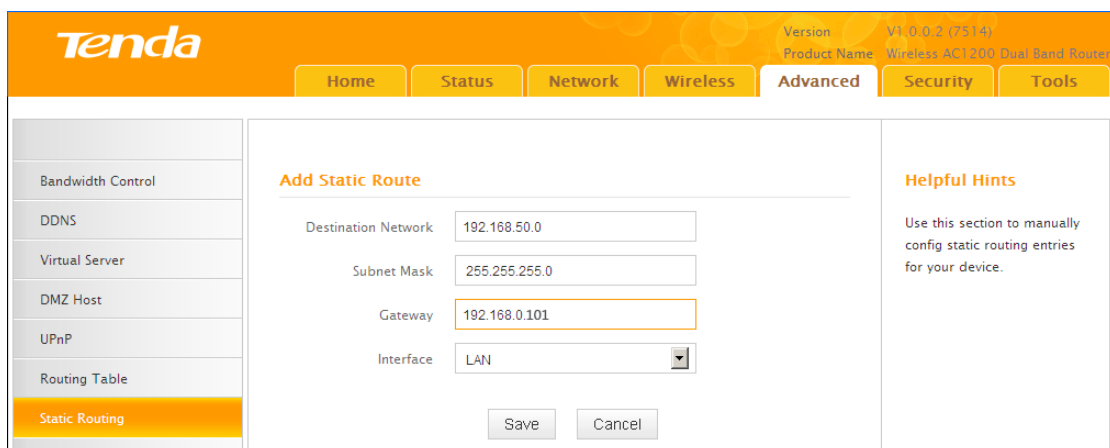 Tenda
Version V1.0.0.2 (7514)
Product Name Wireless AC1200 Dual Band Router
Home Status Network Wireless Advanced Security Tools
Bandwidth Control
DDNS
Virtual Server
DMZ Host
UPnP
Routing Table
Static Routing
Add Static Route
Destination Network 192.168.50.0
Subnet Mask 255.255.255.0
Gateway 192.168.0.101
Interface LAN
Save Cancel
Helpful Hints
Use this section to manually
config static routing entries
for your device.